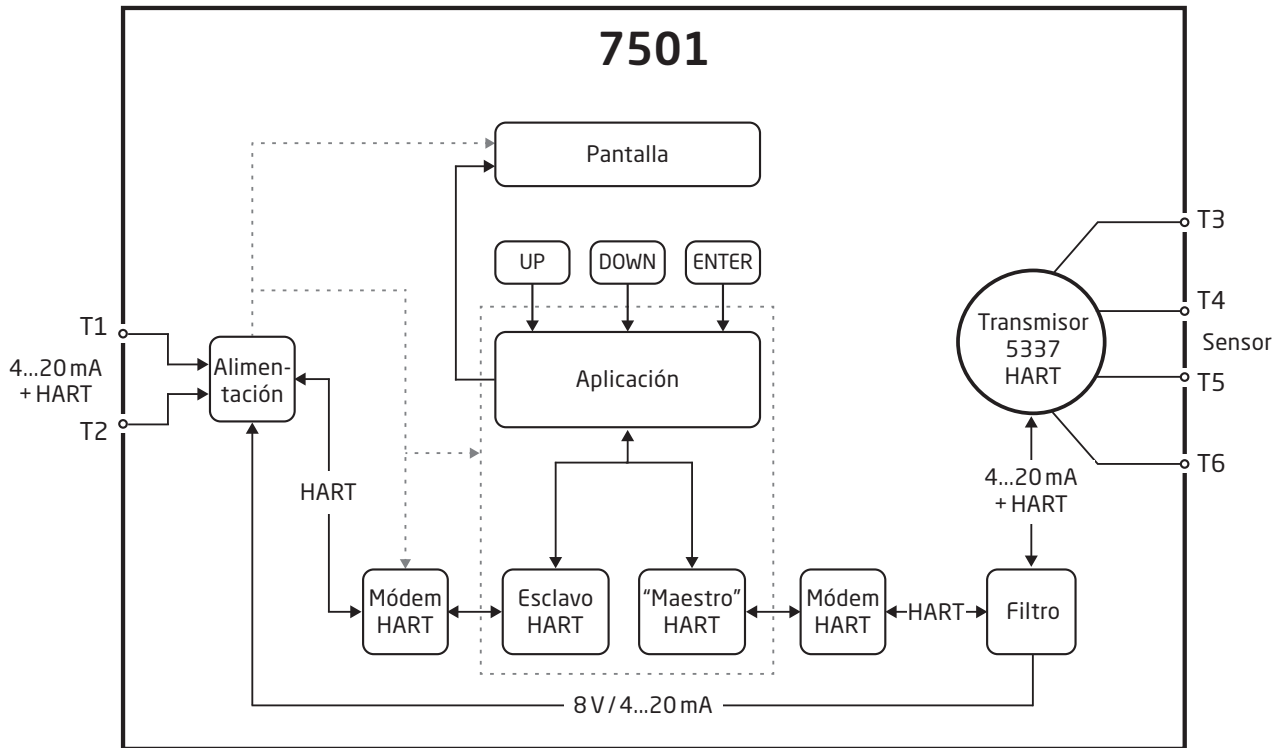 7501
Pantalla
UP
DOWN
ENTER
T1
4...20 mA
+ HART
T2
Alimen-
tación
Aplicación
Transmisor
5337
HART
T3
T4
Sensor
T5
T6
HART
4...20 mA
+ HART
Módem
HART
Esclavo
HART
“Maestro”
HART
Módem
HART
HART
Filtro
8 V / 4...20 mA